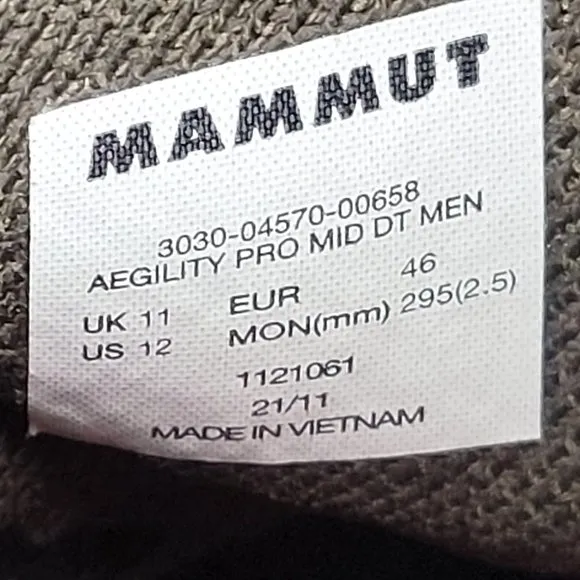 MAMMUT
3030-04570-00658
AEGILITY PRO MID DT MEN
UK 11 EUR 46
US 12 MON(mm) 295(2.5)
1121061
21/11
MADE IN VIETNAM